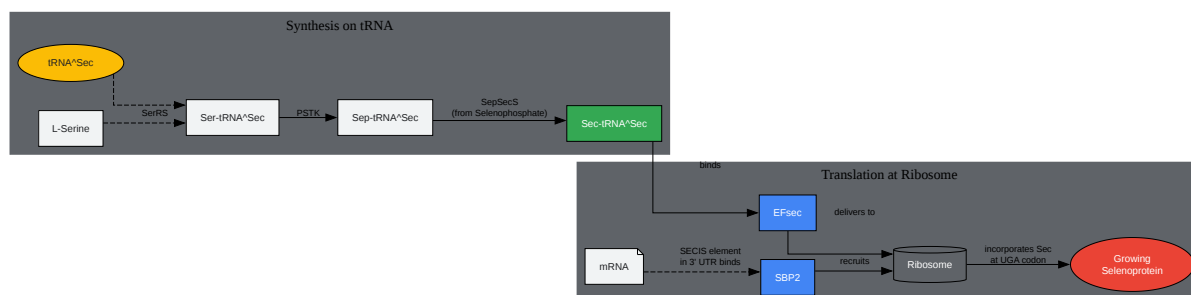 Synthesis on tRNA
tRNA^Sec
L-Serine
SerRS
Ser-tRNA^Sec
PSTK
Sep-tRNA^Sec
SepSecS
(from Selenophosphate)
Sec-tRNA^Sec
binds
Translation at Ribosome
EFsec
delivers to
mRNA
SECIS element
in 3' UTR binds
SBP2
recruits
Ribosome
incorporates Sec
at UGA codon
Growing
Selenoprotein